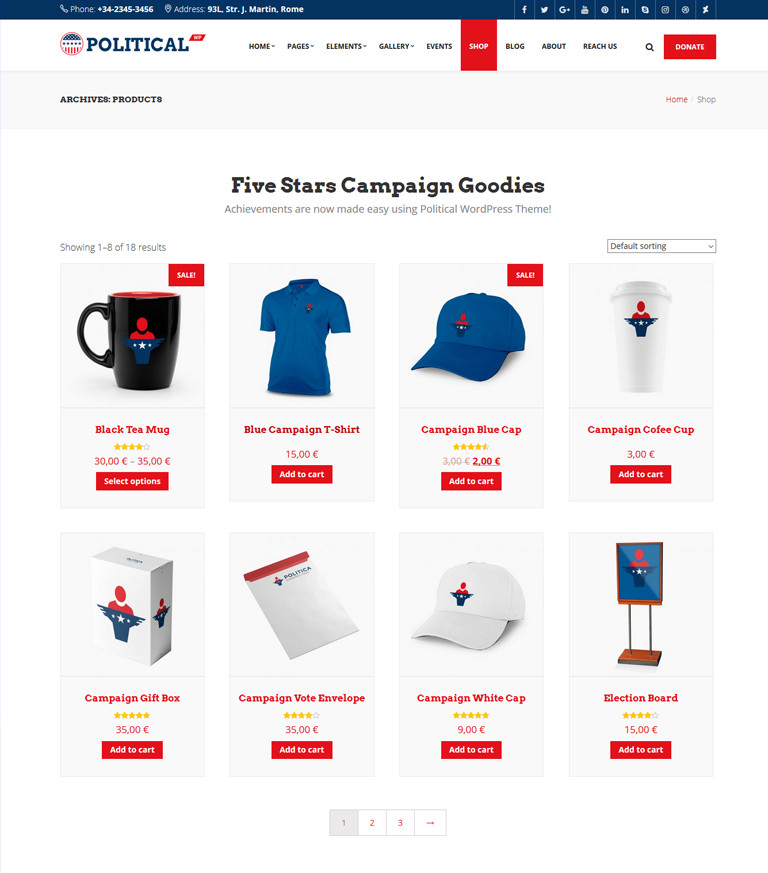 Phone: +34-2345-3456 Address: 93L, Str. J. Martin, Rome
POLITICAL WP HOME PAGES ELEMENTS GALLERY EVENTS SHOP BLOG ABOUT REACH US DONATE
ARCHIVES: PRODUCTS Home / Shop
Five Stars Campaign Goodies
Achievements are now made easy using Political WordPress Theme!
Showing 1–8 of 18 results Default sorting
SALE! SALE!
Black Tea Mug Blue Campaign T-Shirt Campaign Blue Cap Campaign Cofee Cup
30,00 € – 35,00 € 15,00 € 3,00 € 2,00 € 3,00 €
Select options Add to cart Add to cart Add to cart
POLITICA
Campaign Gift Box Campaign Vote Envelope Campaign White Cap Election Board
35,00 € 35,00 € 9,00 € 15,00 €
Add to cart Add to cart Add to cart Add to cart
1 2 3 →